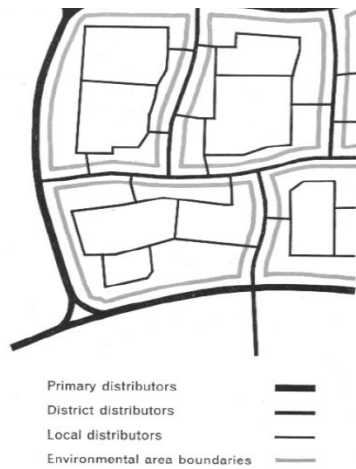 Primary distributors
District distributors
Local distributors
Environmental area boundaries